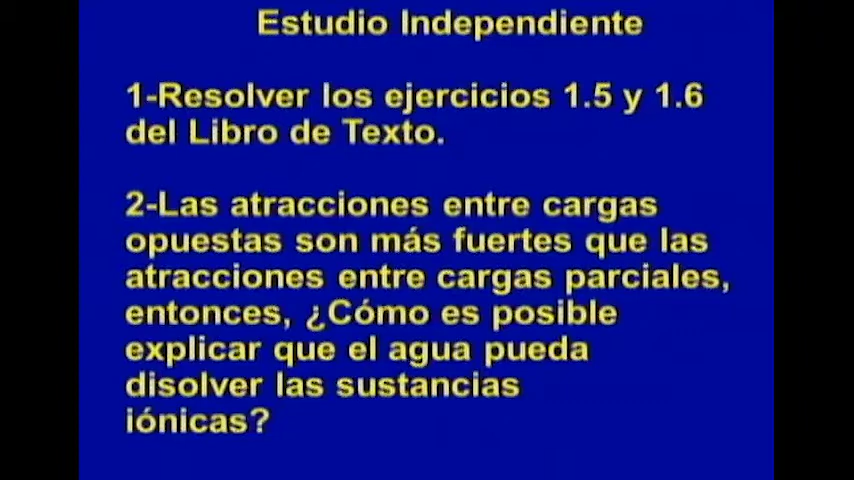 Estudio Independiente
1-Resolver los ejercicios 1.5 y 1.6
del Libro de Texto.
2-Las atracciones entre cargas
opuestas son más fuertes que las
atracciones entre cargas parciales,
entonces, ¿Cómo es posible
explicar que el agua pueda
disolver las sustancias
iónicas?